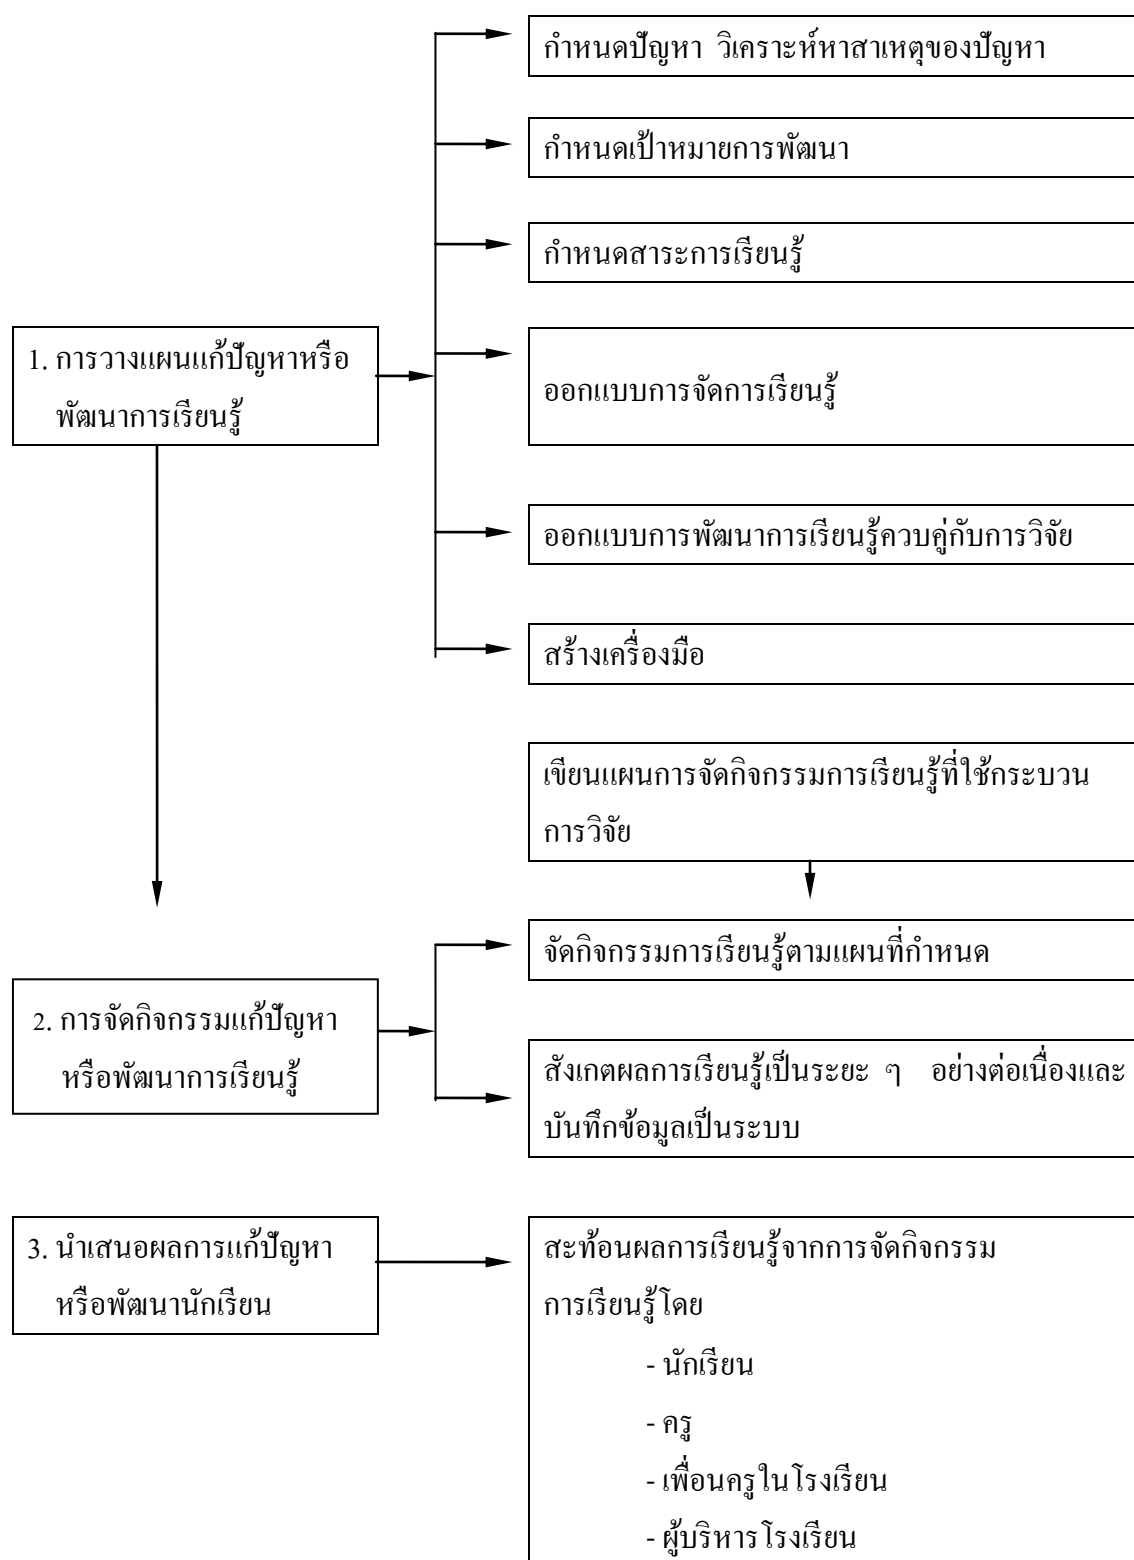 กำหนดปัญหา วิเคราะห์หาสาเหตุของปัญหา
กำหนดเป้าหมายการพัฒนา
กำหนดสาระการเรียนรู้
1. การวางแผนแก้ปัญหาหรือ
พัฒนาการเรียนรู้
ออกแบบการจัดการเรียนรู้
ออกแบบการพัฒนาการเรียนรู้ควบคู่กับการวิจัย
สร้างเครื่องมือ
เขียนแผนการจัดกิจกรรมการเรียนรู้ที่ใช้กระบวน
การวิจัย
จัดกิจกรรมการเรียนรู้ตามแผนที่กำหนด
2. การจัดกิจกรรมแก้ปัญหา
หรือพัฒนาการเรียนรู้
สังเกตผลการเรียนรู้เป็นระยะ ๆ อย่างต่อเนื่องและ
บันทึกข้อมูลเป็นระบบ
3. นำเสนอผลการแก้ปัญหา
หรือพัฒนานักเรียน
สะท้อนผลการเรียนรู้จากการจัดกิจกรรม
การเรียนรู้โดย
- นักเรียน
- ครู
- เพื่อนครูในโรงเรียน
- ผู้บริหารโรงเรียน